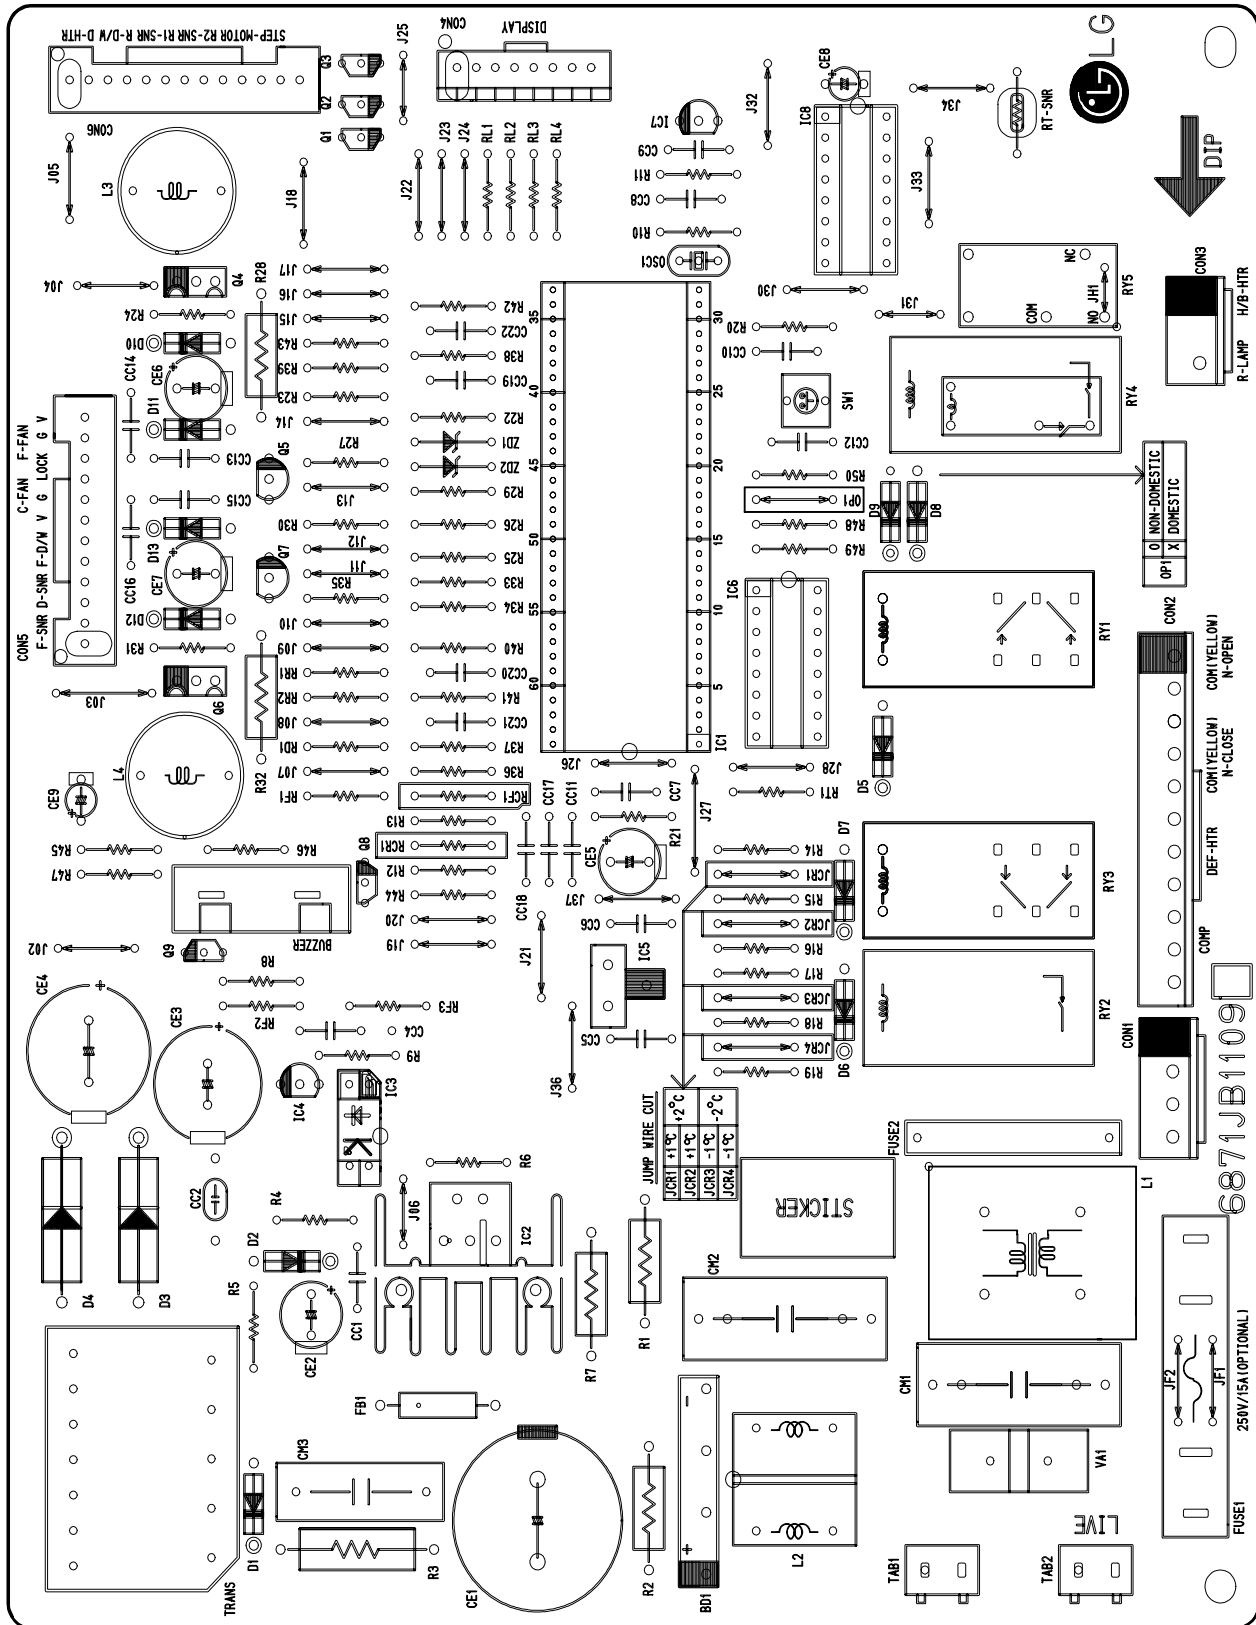 STEP-MOTOR R2-SNR R1-SNR R-D/W D-HTR
CON4
DISPLAY
J25
Q3
Q2
Q1
CE8
J34
RT-SNR
LG
J32
IC7
IC8
CC9
R11
CC8
R10
OSC1
J33
DIP
J05
CON6
L3
J18
J22
J23
J24
RL1
RL2
RL3
RL4
J04
Q4
R28
J17
J16
J15
R24
D10
CC14
CE6
D11
R43
R39
R23
J14
R42
CC22
R38
CC19
R22
ZD1
ZD2
R29
R26
R25
R33
R34
R40
CC20
R41
CC21
R37
R36
RCF1
35
40
45
50
55
60
30
25
20
15
10
5
IC1
J30
J31
R20
CC10
SW1
CC12
R50
OP1
R48
R49
NC
COM
NO
JH1
RY5
CON3
R-LAMP
H/B-HTR
RY4
C-FAN
F-FAN
F-SNR D-SNR F-D/W V G LOCK G V
CON5
CC13
CC15
Q5
R27
J13
R30
J12
J11
R35
J10
J09
RR1
RR2
J08
RD1
J07
RF1
D13
CE7
CC16
D12
R31
Q7
J03
Q6
R32
L4
CE9
D9
D8
OP1
O NON-DOMESTIC
X DOMESTIC
IC6
RY1
CON2
COM(YELLOW)
N-OPEN
COM(YELLOW)
N-CLOSE
DEF-HTR
COMP
D5
J28
RT1
J26
CC7
J27
R21
CE5
J37
CC17
CC11
CC18
R13
RCR1
R12
R44
J20
J19
Q8
R45
R47
R46
BUZZER
J02
Q9
R8
RF2
RF3
CC4
R9
J21
J36
CC6
IC5
CC5
R14
JCR1
R15
JCR2
R16
R17
JCR3
R18
JCR4
R19
D7
D6
RY3
RY2
CON1
6871JB1109
CE4
CE3
IC4
IC3
K
JUMP WIRE CUT
JCR1 +1℃
JCR2 +1℃
+2℃
JCR3 -1℃
JCR4 -1℃
-2℃
FUSE2
STICKER
L1
CC2
R4
R6
J06
IC2
D2
R5
CC1
CE2
D4
D3
R7
R1
CM2
CM1
VA1
JF2
JF1
250V/15A(OPTIONAL)
FUSE1
FB1
CM3
CE1
R3
R2
D1
TRANS
BD1
L2
LIVE
TAB1
TAB2